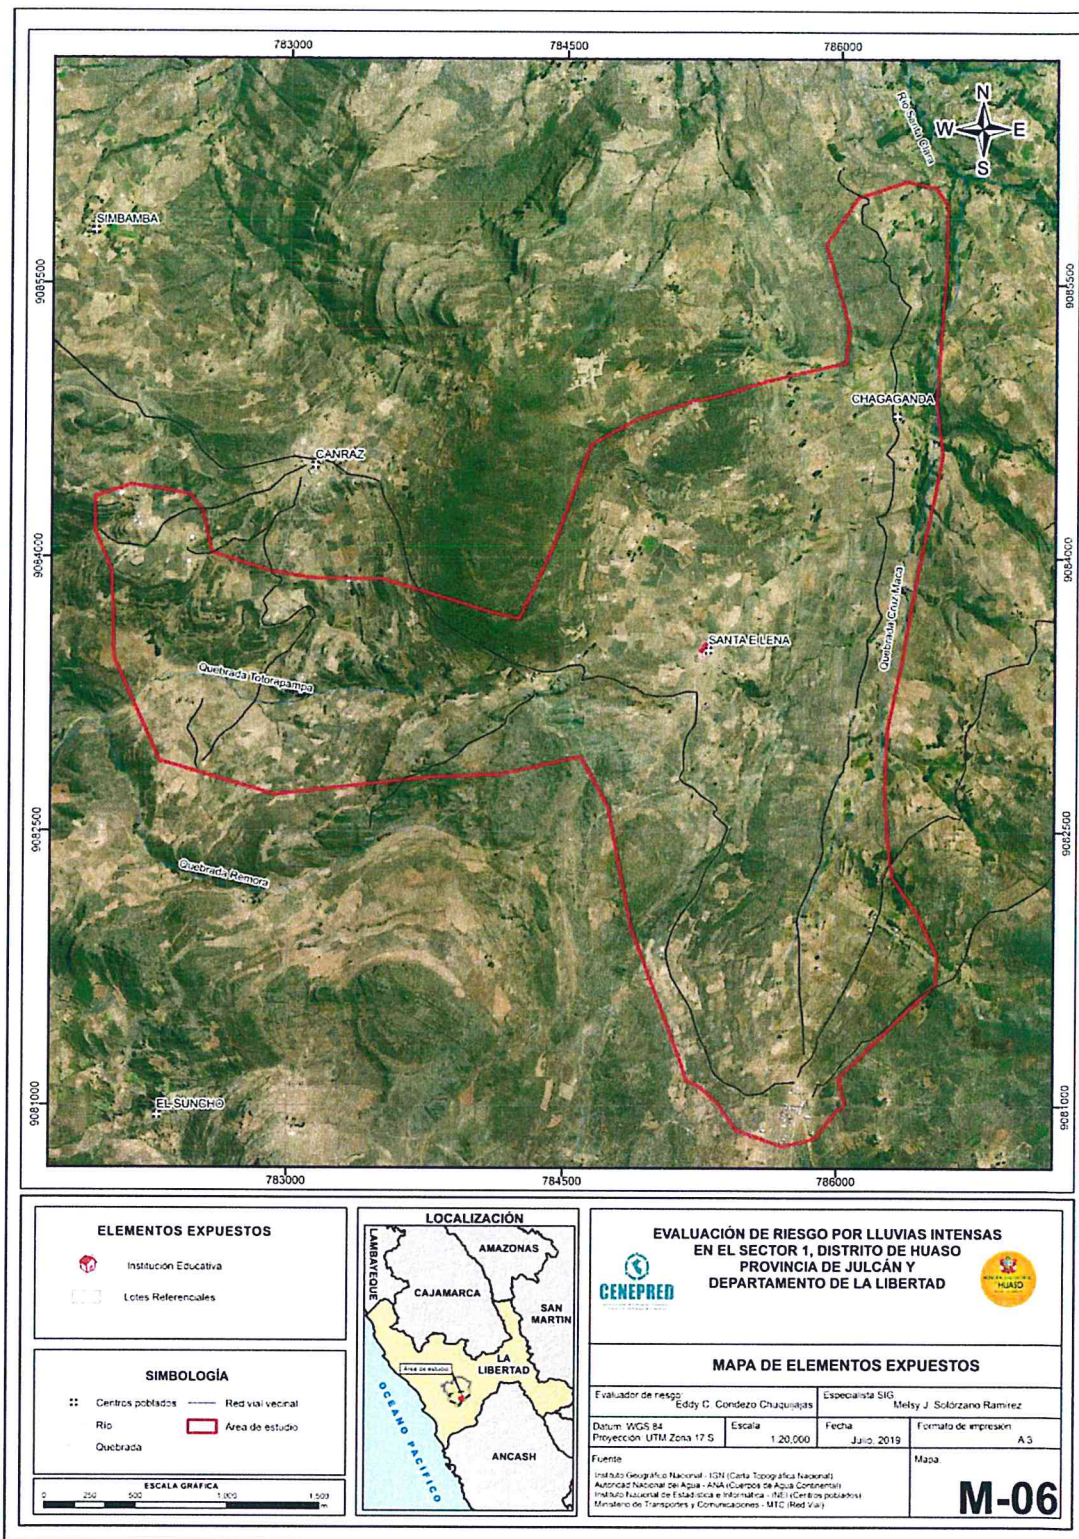 783000
784500
786000
N
W
E
S
Río Santa Clara
SIMBAMBA
9085500
9085500
CHAGAGANDA
CANRAZ
9084000
9084000
Quebrada Cruz Maca
SANTA ELENA
Quebrada Totorapampa
9082500
9082500
Quebrada Remora
EL SUNCHO
9081000
9081000
783000
784500
786000
ELEMENTOS EXPUESTOS
Institución Educativa
Lotes Referenciales
SIMBOLOGÍA
Centros poblados
Red vial vecinal
Río
Área de estudio
Quebrada
ESCALA GRÁFICA
0 250 500 1,000 1,500
m
LOCALIZACIÓN
LAMBAYEQUE
AMAZONAS
CAJAMARCA
SAN MARTIN
LA LIBERTAD
Área de estudio
OCEANO PACÍFICO
ANCASH
EVALUACIÓN DE RIESGO POR LLUVIAS INTENSAS
EN EL SECTOR 1, DISTRITO DE HUASO
PROVINCIA DE JULCÁN Y
DEPARTAMENTO DE LA LIBERTAD
CENEPRED
HUASO
MAPA DE ELEMENTOS EXPUESTOS
Evaluador de riesgo:
Eddy C. Condezo Chuquijajas
Especialista SIG
Melsy J. Solórzano Ramírez
Datum: WGS 84
Proyección: UTM Zona 17 S
Escala
1:20,000
Fecha
Julio, 2019
Formato de impresión
A 3
Fuente
Instituto Geográfico Nacional - IGN (Carta Topográfica Nacional)
Autoridad Nacional del Agua - ANA (Cuerpos de Agua Continental)
Instituto Nacional de Estadística e Informática - INEI (Centros poblados)
Ministerio de Transportes y Comunicaciones - MTC (Red Vial)
Mapa:
M-06